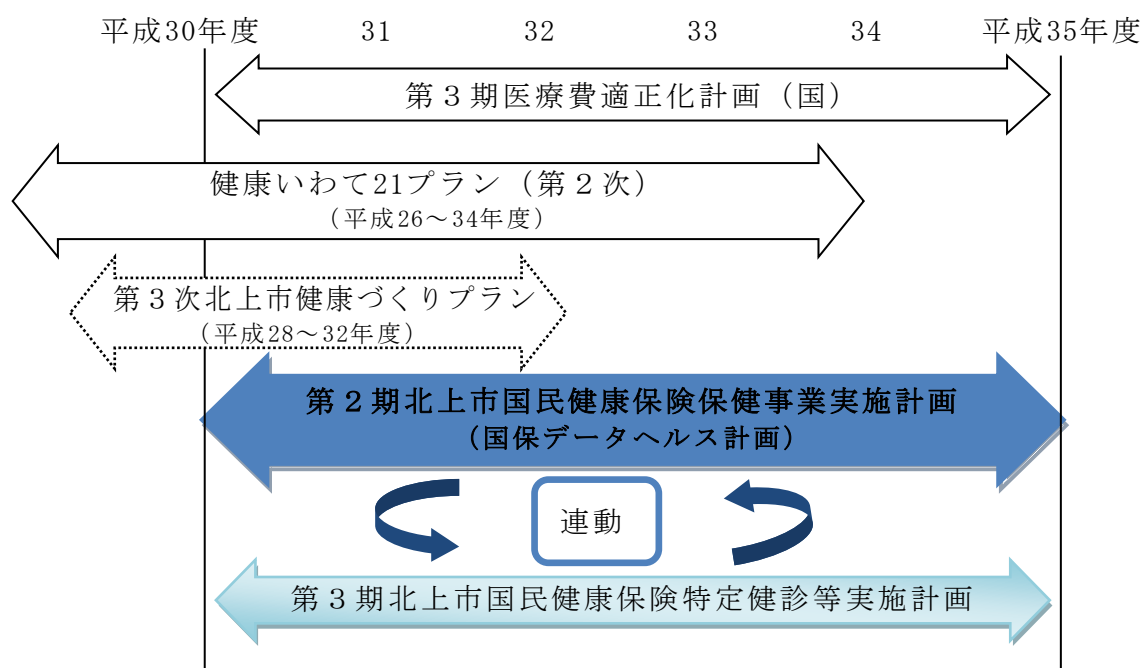 平成30年度 31 32 33 34 平成35年度
第３期医療費適正化計画（国）
健康いわて21プラン（第２次）
（平成26～34年度）
第３次北上市健康づくりプラン
（平成28～32年度）
第２期北上市国民健康保険保健事業実施計画
（国保データヘルス計画）
連動
第３期北上市国民健康保険特定健診等実施計画